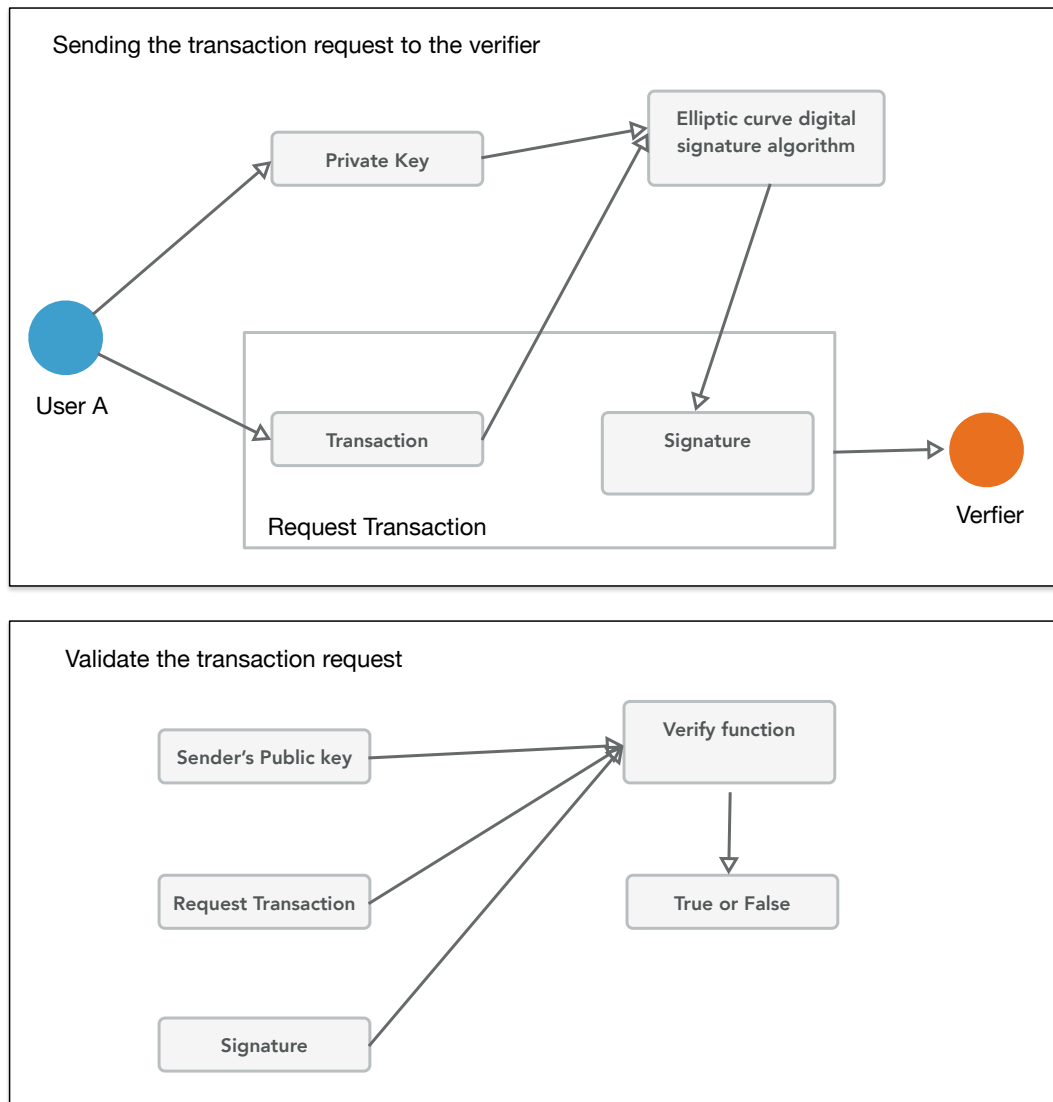 Sending the transaction request to the verifier
Elliptic curve digital
signature algorithm
Private Key
User A
Transaction
Signature
Request Transaction
Verfier
Validate the transaction request
Sender's Public key
Verify function
Request Transaction
True or False
Signature